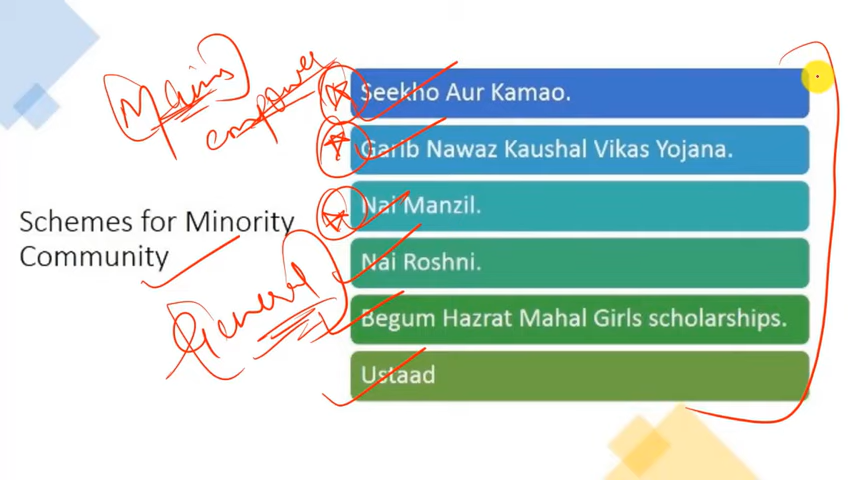 Mains
Schemes for Minority
Community
General
Seekho Aur Kamao.
Garib Nawaz Kaushal Vikas Yojana.
Nai Manzil.
Nai Roshni.
Begum Hazrat Mahal Girls scholarships.
Ustaad